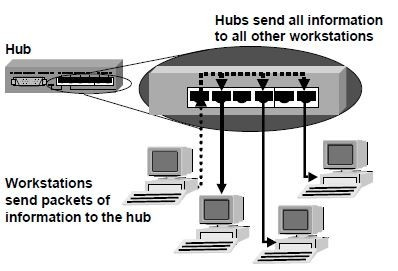 Hubs send all information
to all other workstations
Hub
Workstations
send packets of
information to the hub